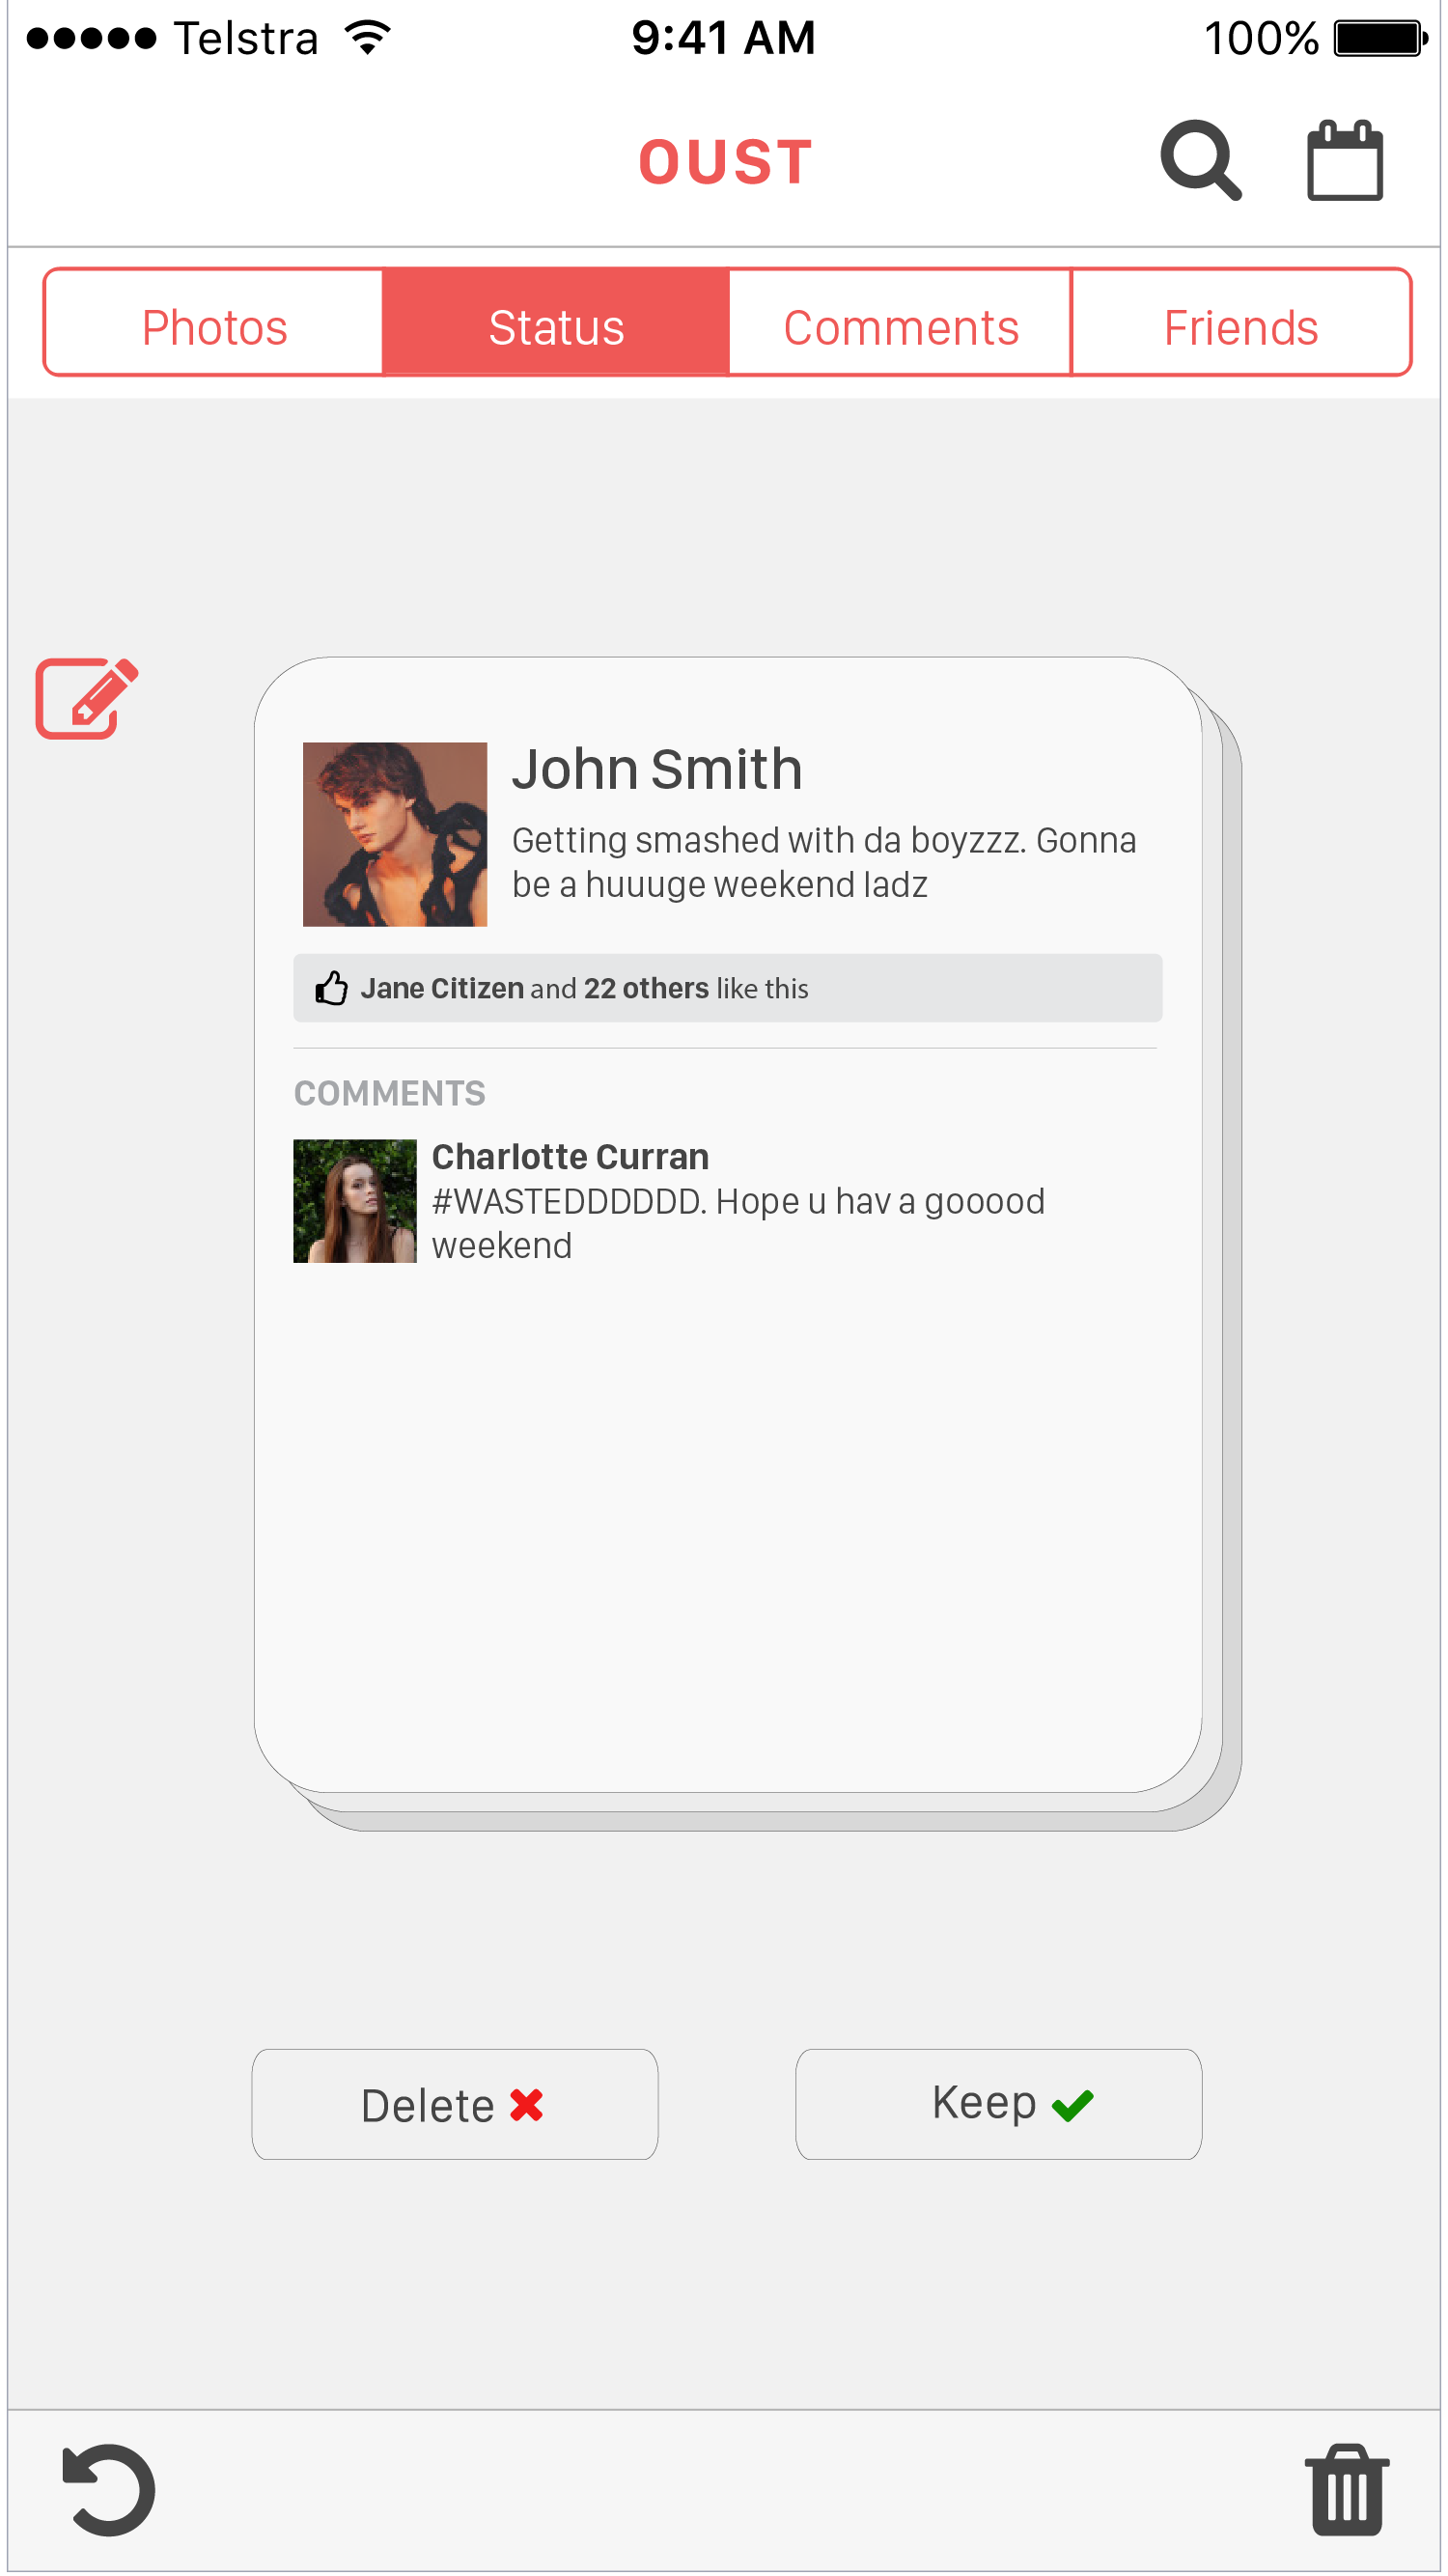 Telstra 9:41 AM 100%
OUST
Photos Status Comments Friends
John Smith
Getting smashed with da boyzzz. Gonna
be a huuuge weekend ladz
Jane Citizen and 22 others like this
COMMENTS
Charlotte Curran
#WASTEDDDDDD. Hope u hav a gooood
weekend
Delete Keep